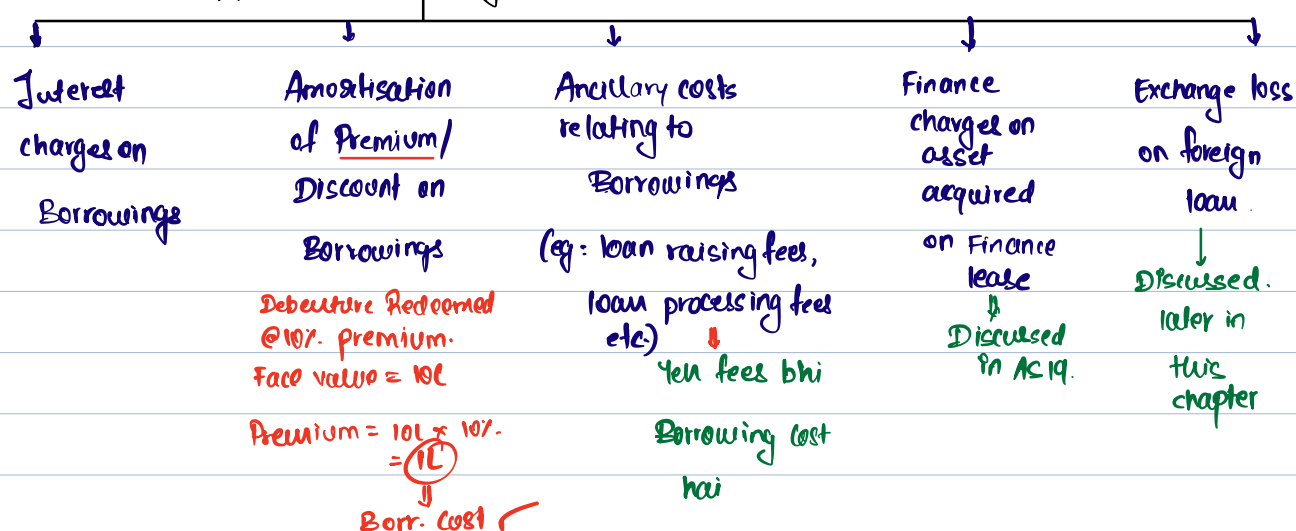 Interest
charges on
Borrowings
Amortisation
of Premium/
Discount on
Borrowings
Debenture Redeemed
@10% premium.
Face value = 10L
Premium = 10L × 10%
= 1L
Borr. cost
Ancillary costs
relating to
Borrowings
(eg: loan raising fees,
loan processing fees
etc.)
Yeh fees bhi
Borrowing cost
hai
Finance
charges on
asset
acquired
on Finance
lease
Discussed
in AS 19.
Exchange loss
on foreign
loan.
Discussed.
later in
this
chapter